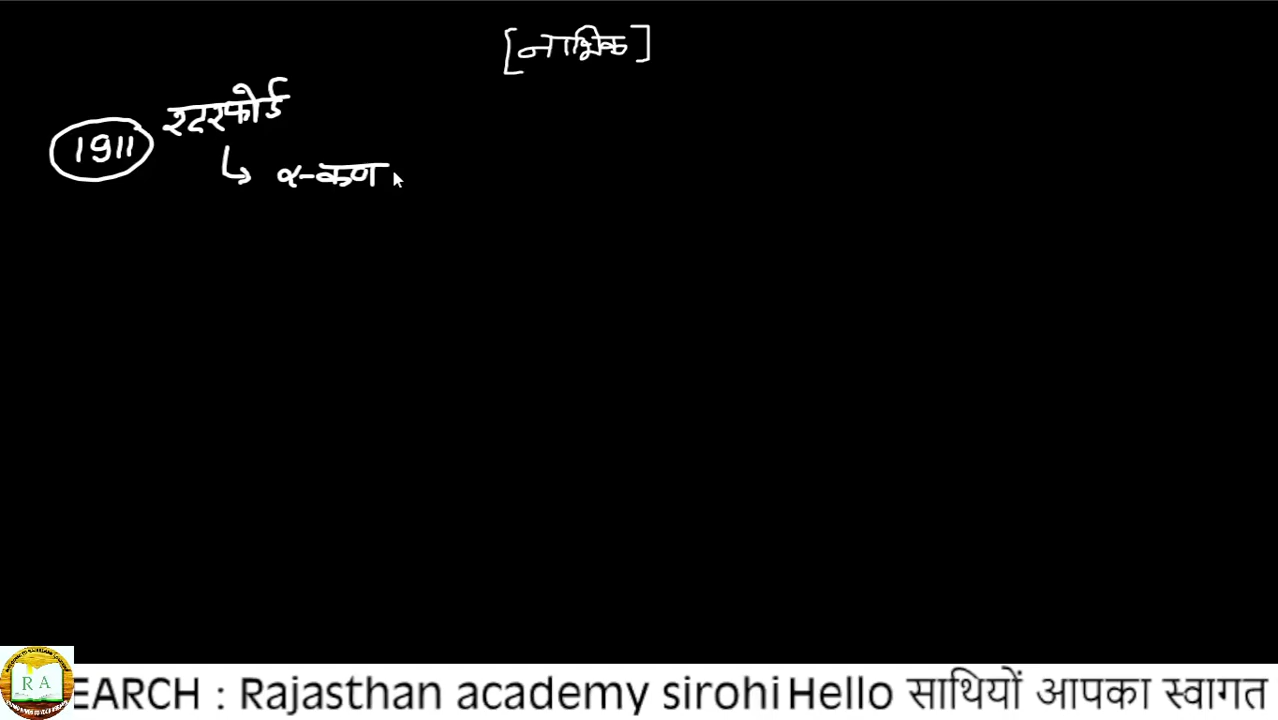 [नाभिक]
रदरफोर्ड
1911
α-कण
R A
EARCH : Rajasthan academy sirohi Hello साथियों आपका स्वागत